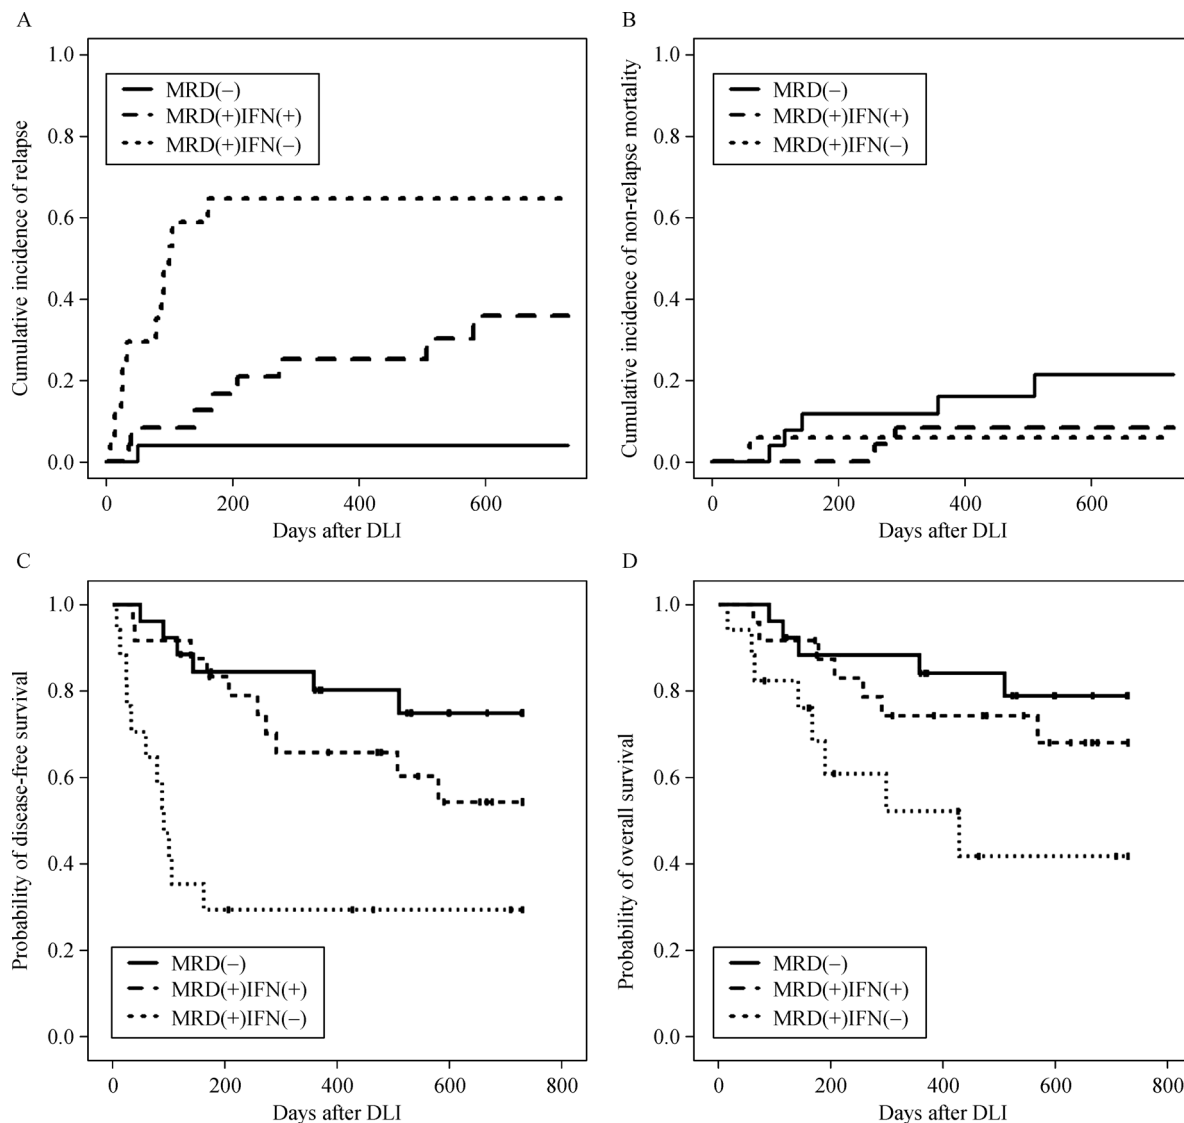 A
Cumulative incidence of relapse
1.0
0.8
0.6
0.4
0.2
0.0
MRD(−)
MRD(+)IFN(+)
MRD(+)IFN(−)
0 200 400 600
Days after DLI
B
Cumulative incidence of non-relapse mortality
1.0
0.8
0.6
0.4
0.2
0.0
MRD(−)
MRD(+)IFN(+)
MRD(+)IFN(−)
0 200 400 600
Days after DLI
C
Probability of disease-free survival
1.0
0.8
0.6
0.4
0.2
0.0
MRD(−)
MRD(+)IFN(+)
MRD(+)IFN(−)
0 200 400 600 800
Days after DLI
D
Probability of overall survival
1.0
0.8
0.6
0.4
0.2
0.0
MRD(−)
MRD(+)IFN(+)
MRD(+)IFN(−)
0 200 400 600 800
Days after DLI